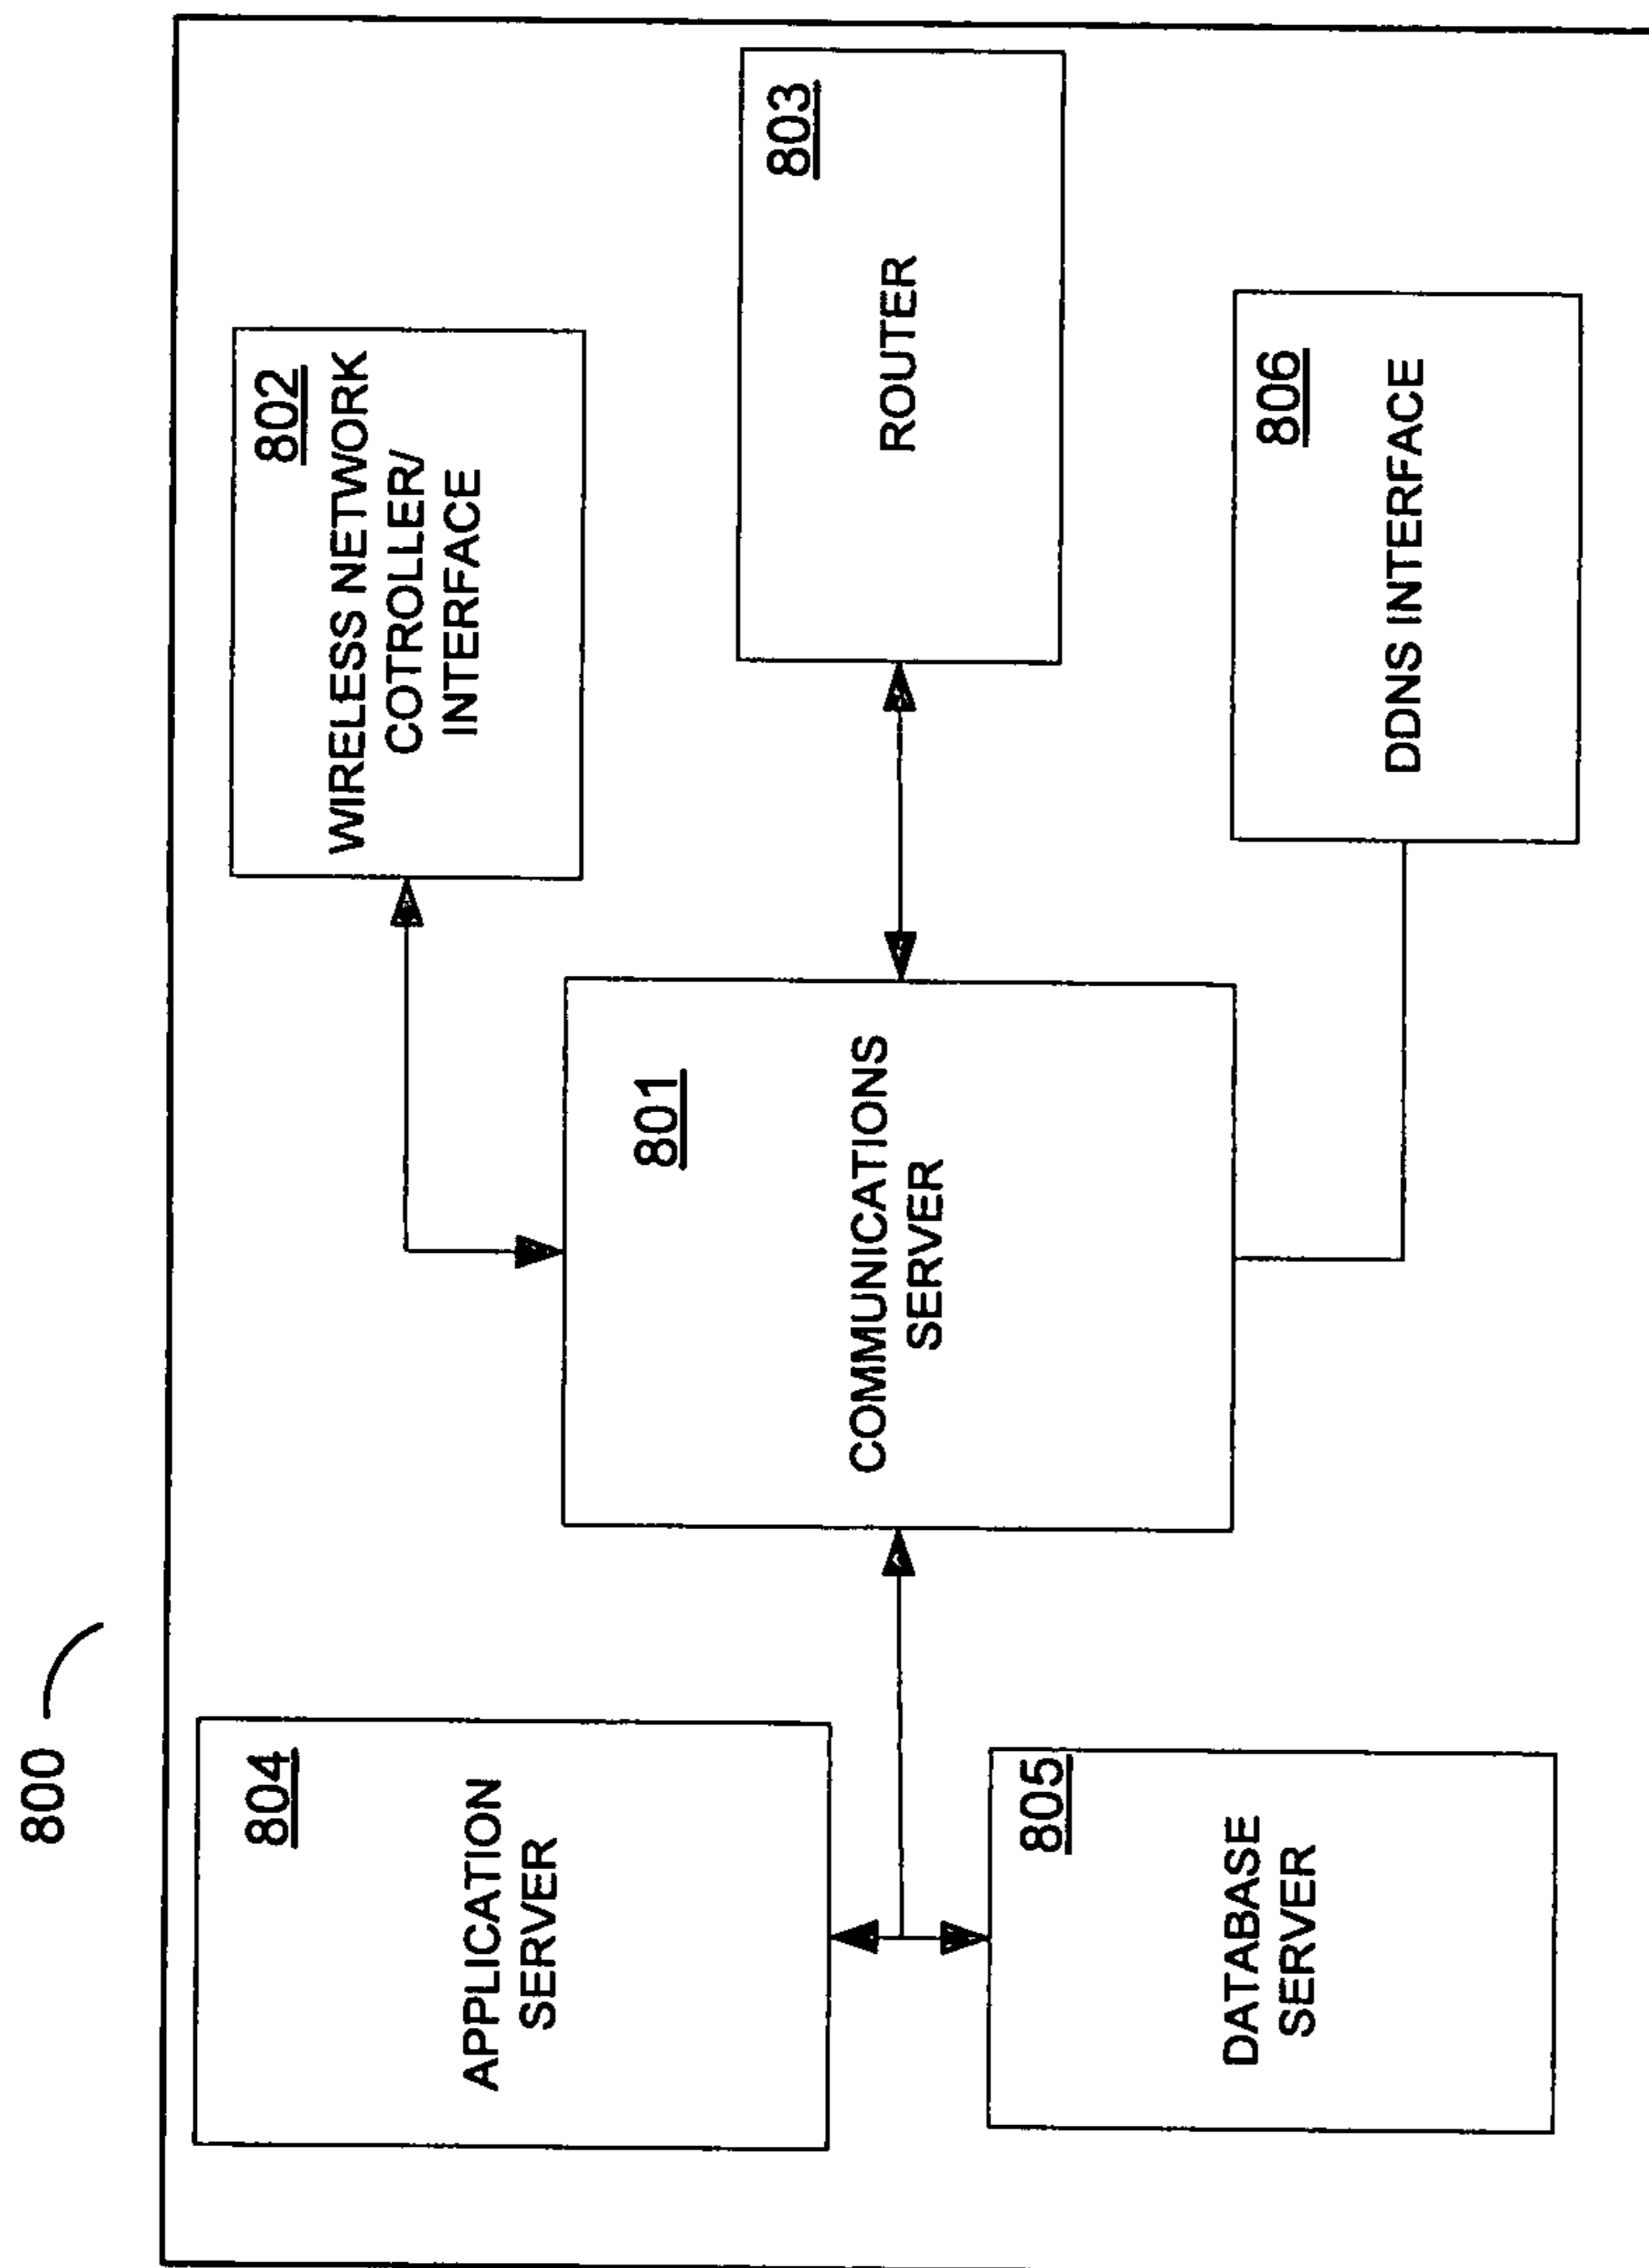 800
804
APPLICATION
SERVER
805
DATABASE
SERVER
801
COMMUNICATIONS
SERVER
802
WIRELESS NETWORK
COTROLLER/
INTERFACE
803
ROUTER
806
DDNS INTERFACE